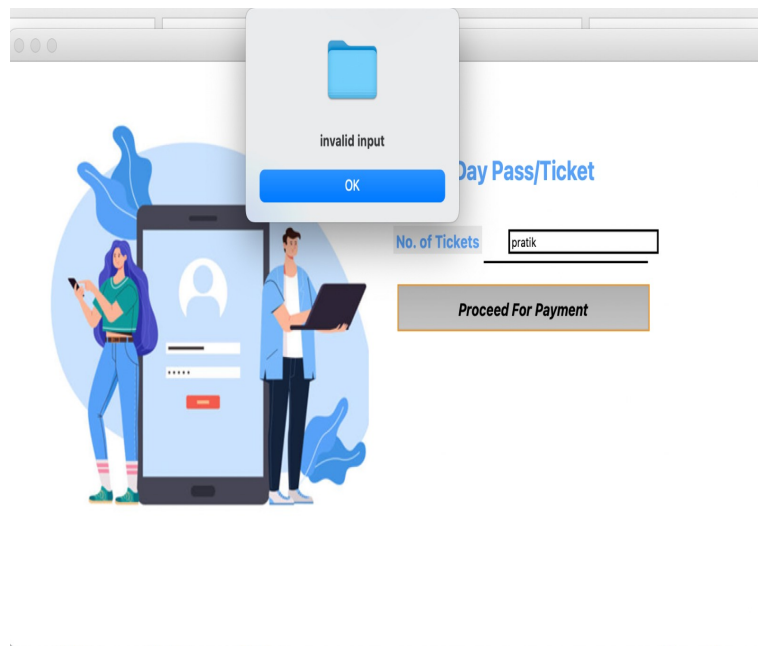 invalid input
OK
Day Pass/Ticket
No. of Tickets
pratik
Proceed For Payment